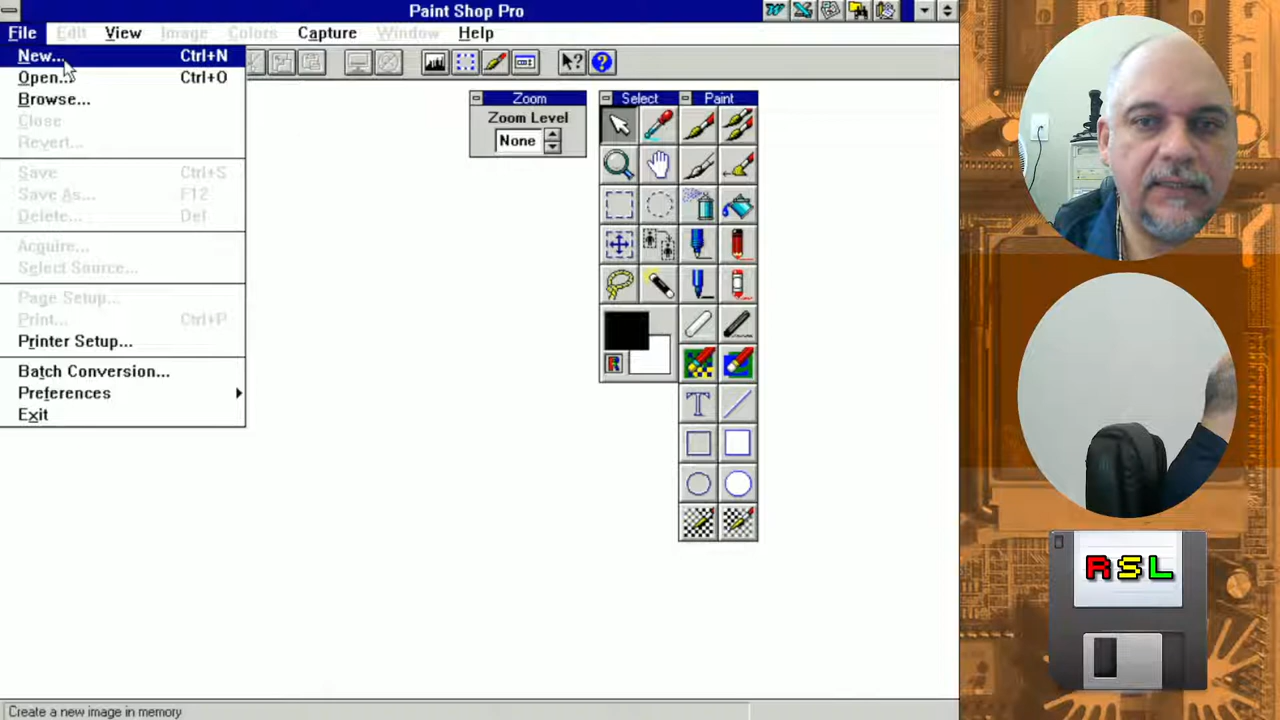 Paint Shop Pro
File Edit View Image Colors Capture Window Help
New... Ctrl+N
Open... Ctrl+O
Browse...
Close
Revert...
Save Ctrl+S
Save As... F12
Delete... Del
Acquire...
Select Source...
Page Setup...
Print... Ctrl+P
Printer Setup...
Batch Conversion...
Preferences
Exit
Zoom
Zoom Level
None
Select
Paint
R
T
RSL
Create a new image in memory